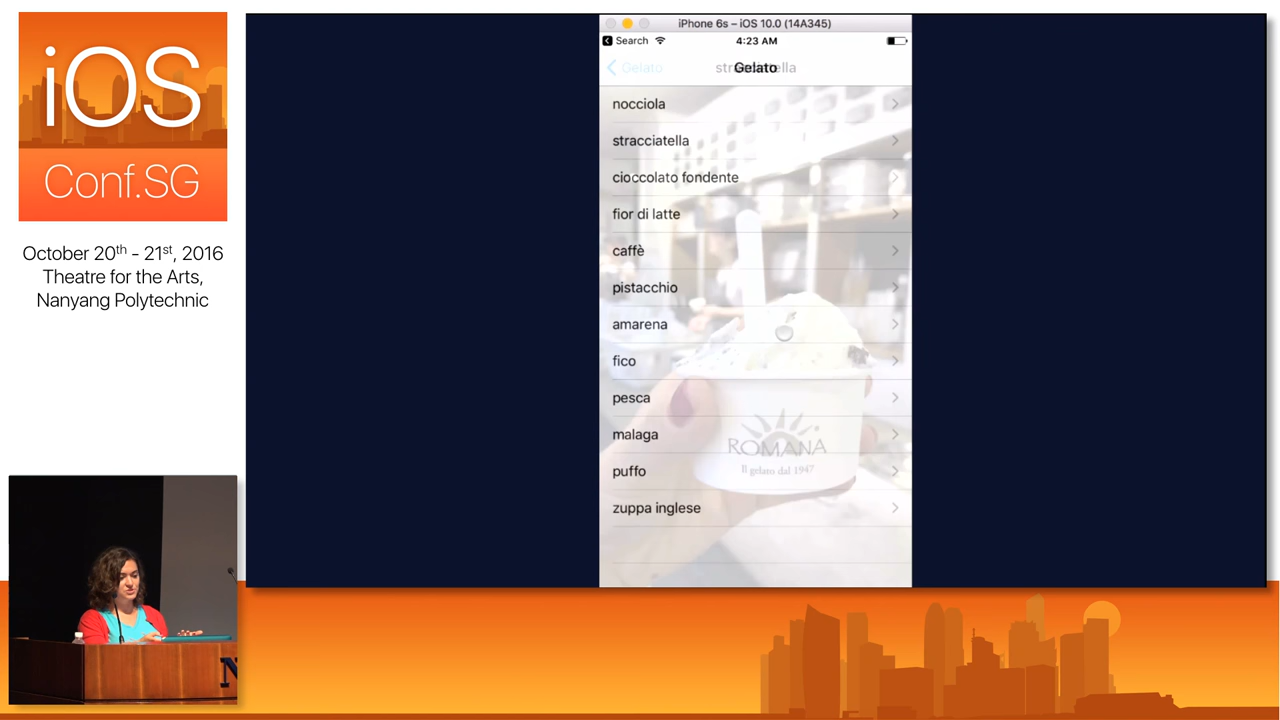 iOS
Conf.SG
October 20th - 21st, 2016
Theatre for the Arts,
Nanyang Polytechnic
iPhone 6s – iOS 10.0 (14A345)
Search
4:23 AM
Gelato
stracciatella
Gelato
nocciola
stracciatella
cioccolato fondente
fior di latte
caffè
pistacchio
amarena
fico
pesca
malaga
puffo
zuppa inglese
ROMANA
Il gelato dal 1947
N